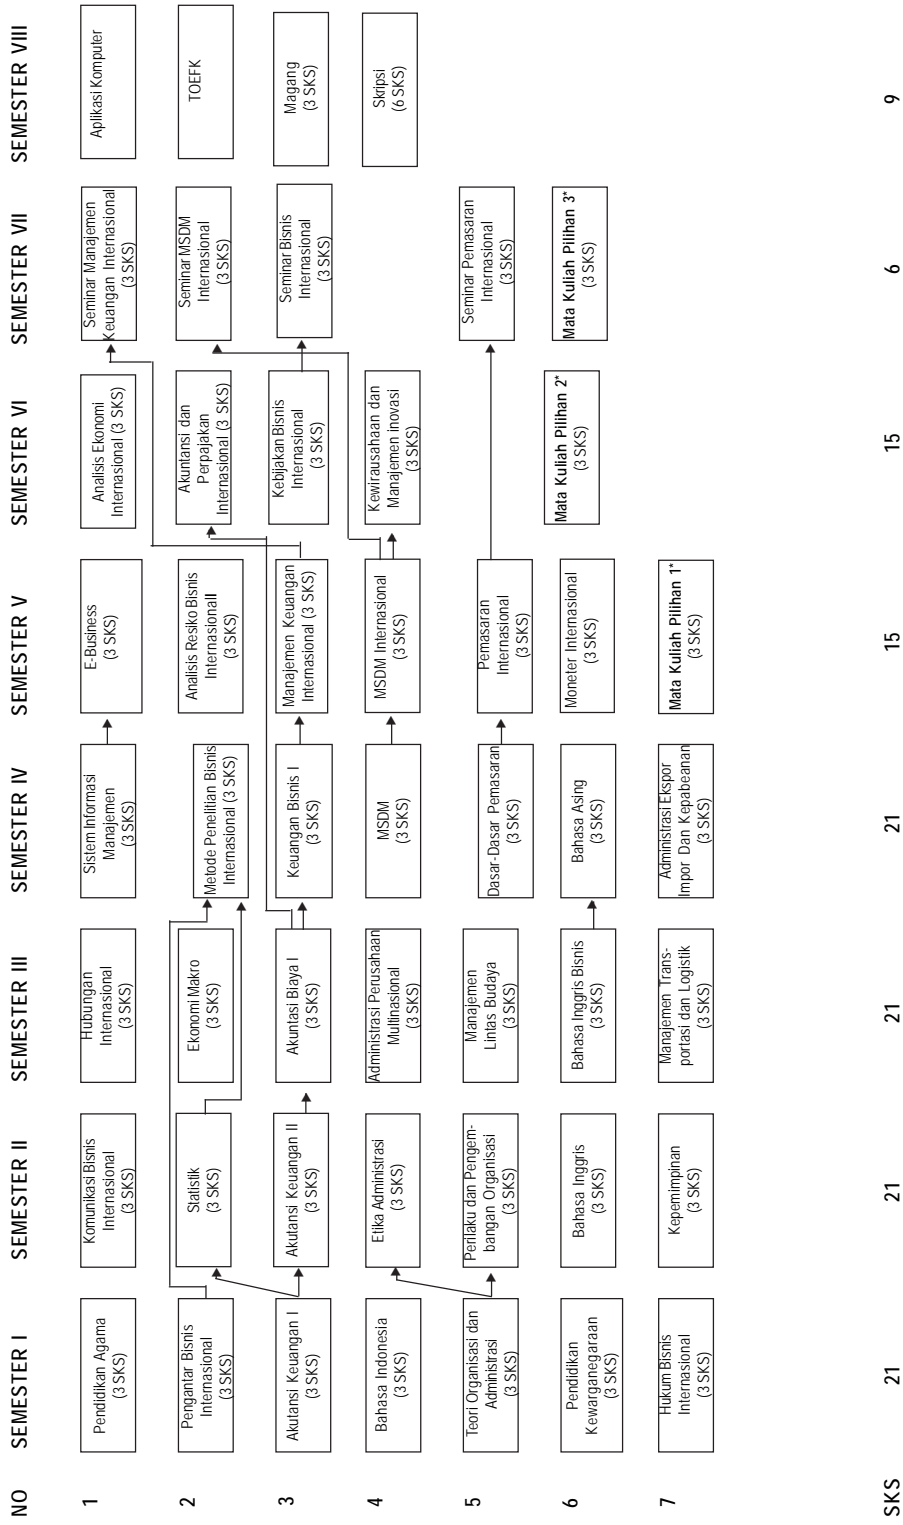 NO
SEMESTER I
SEMESTER II
SEMESTER III
SEMESTER IV
SEMESTER V
SEMESTER VI
SEMESTER VII
SEMESTER VIII
1
Pendidikan Agama
(3 SKS)
Komunikasi Bisnis
Internasional
(3 SKS)
Hubungan
Internasional
(3 SKS)
Sistem Informasi
Manajemen
(3 SKS)
E-Business
(3 SKS)
Analisis Ekonomi
Internasional (3 SKS)
Seminar Manajemen
Keuangan Internasional
(3 SKS)
Aplikasi Komputer
2
Pengantar Bisnis
Internasional
(3 SKS)
Statistik
(3 SKS)
Ekonomi Makro
(3 SKS)
Metode Penelitian Bisnis
Internasional (3 SKS)
Analisis Resiko Bisnis
Internasionall
(3 SKS)
Akuntansi dan
Perpajakan
Internasional (3 SKS)
Seminar MSDM
Internasional
(3 SKS)
TOEFK
3
Akutansi Keuangan I
(3 SKS)
Akutansi Keuangan II
(3 SKS)
Akuntasi Biaya I
(3 SKS)
Keuangan Bisnis I
(3 SKS)
Manajemen Keuangan
Internasional (3 SKS)
Kebijakan Bisnis
Internasional
(3 SKS)
Seminar Bisnis
Internasional
(3 SKS)
Magang
(3 SKS)
4
Bahasa Indonesia
(3 SKS)
Etika Administrasi
(3 SKS)
Administrasi Perusahaan
Multinasional
(3 SKS)
MSDM
(3 SKS)
MSDM Internasional
(3 SKS)
Kewirausahaan dan
Manajemen inovasi
(3 SKS)
Skripsi
(6 SKS)
5
Teori Organisasi dan
Administrasi
(3 SKS)
Perilaku dan Pengem-
bangan Organisasi
(3 SKS)
Manajemen
Lintas Budaya
(3 SKS)
Dasar-Dasar Pemasaran
(3 SKS)
Pemasaran
Internasional
(3 SKS)
Seminar Pemasaran
Internasional
(3 SKS)
6
Pendidikan
Kewarganegaraan
(3 SKS)
Bahasa Inggris
(3 SKS)
Bahasa Inggris Bisnis
(3 SKS)
Bahasa Asing
(3 SKS)
Moneter Internasional
(3 SKS)
Mata Kuliah Pilihan 2*
(3 SKS)
Mata Kuliah Pilihan 3*
(3 SKS)
7
Hukum Bisnis
Internasional
(3 SKS)
Kepemimpinan
(3 SKS)
Manajemen Trans-
portasi dan Logistik
(3 SKS)
Administrasi Ekspor
Impor Dan Kepabeanan
(3 SKS)
Mata Kuliah Pilihan 1*
(3 SKS)
SKS
21
21
21
21
15
15
6
9